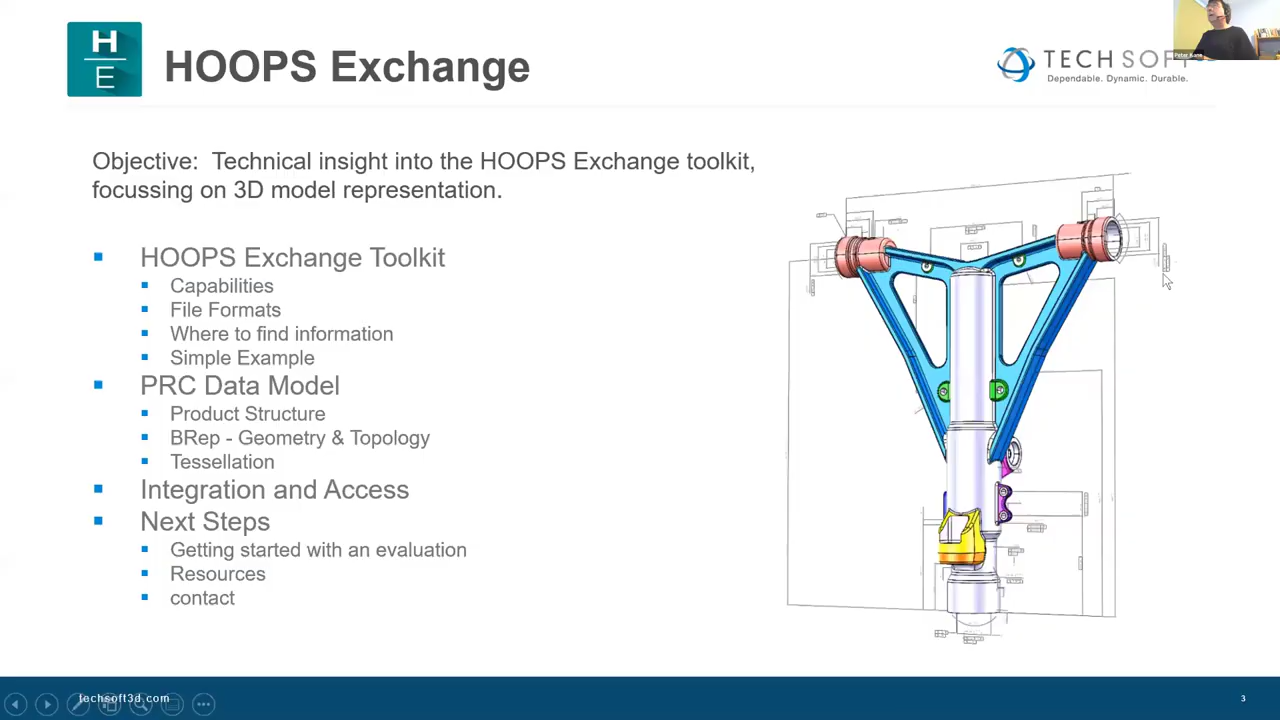 H
E
HOOPS Exchange
TECH SOFT
Dependable. Dynamic. Durable.
Peter Kane
Objective: Technical insight into the HOOPS Exchange toolkit,
focussing on 3D model representation.
HOOPS Exchange Toolkit
Capabilities
File Formats
Where to find information
Simple Example
PRC Data Model
Product Structure
BRep - Geometry & Topology
Tessellation
Integration and Access
Next Steps
Getting started with an evaluation
Resources
contact
techsoft3d.com
3